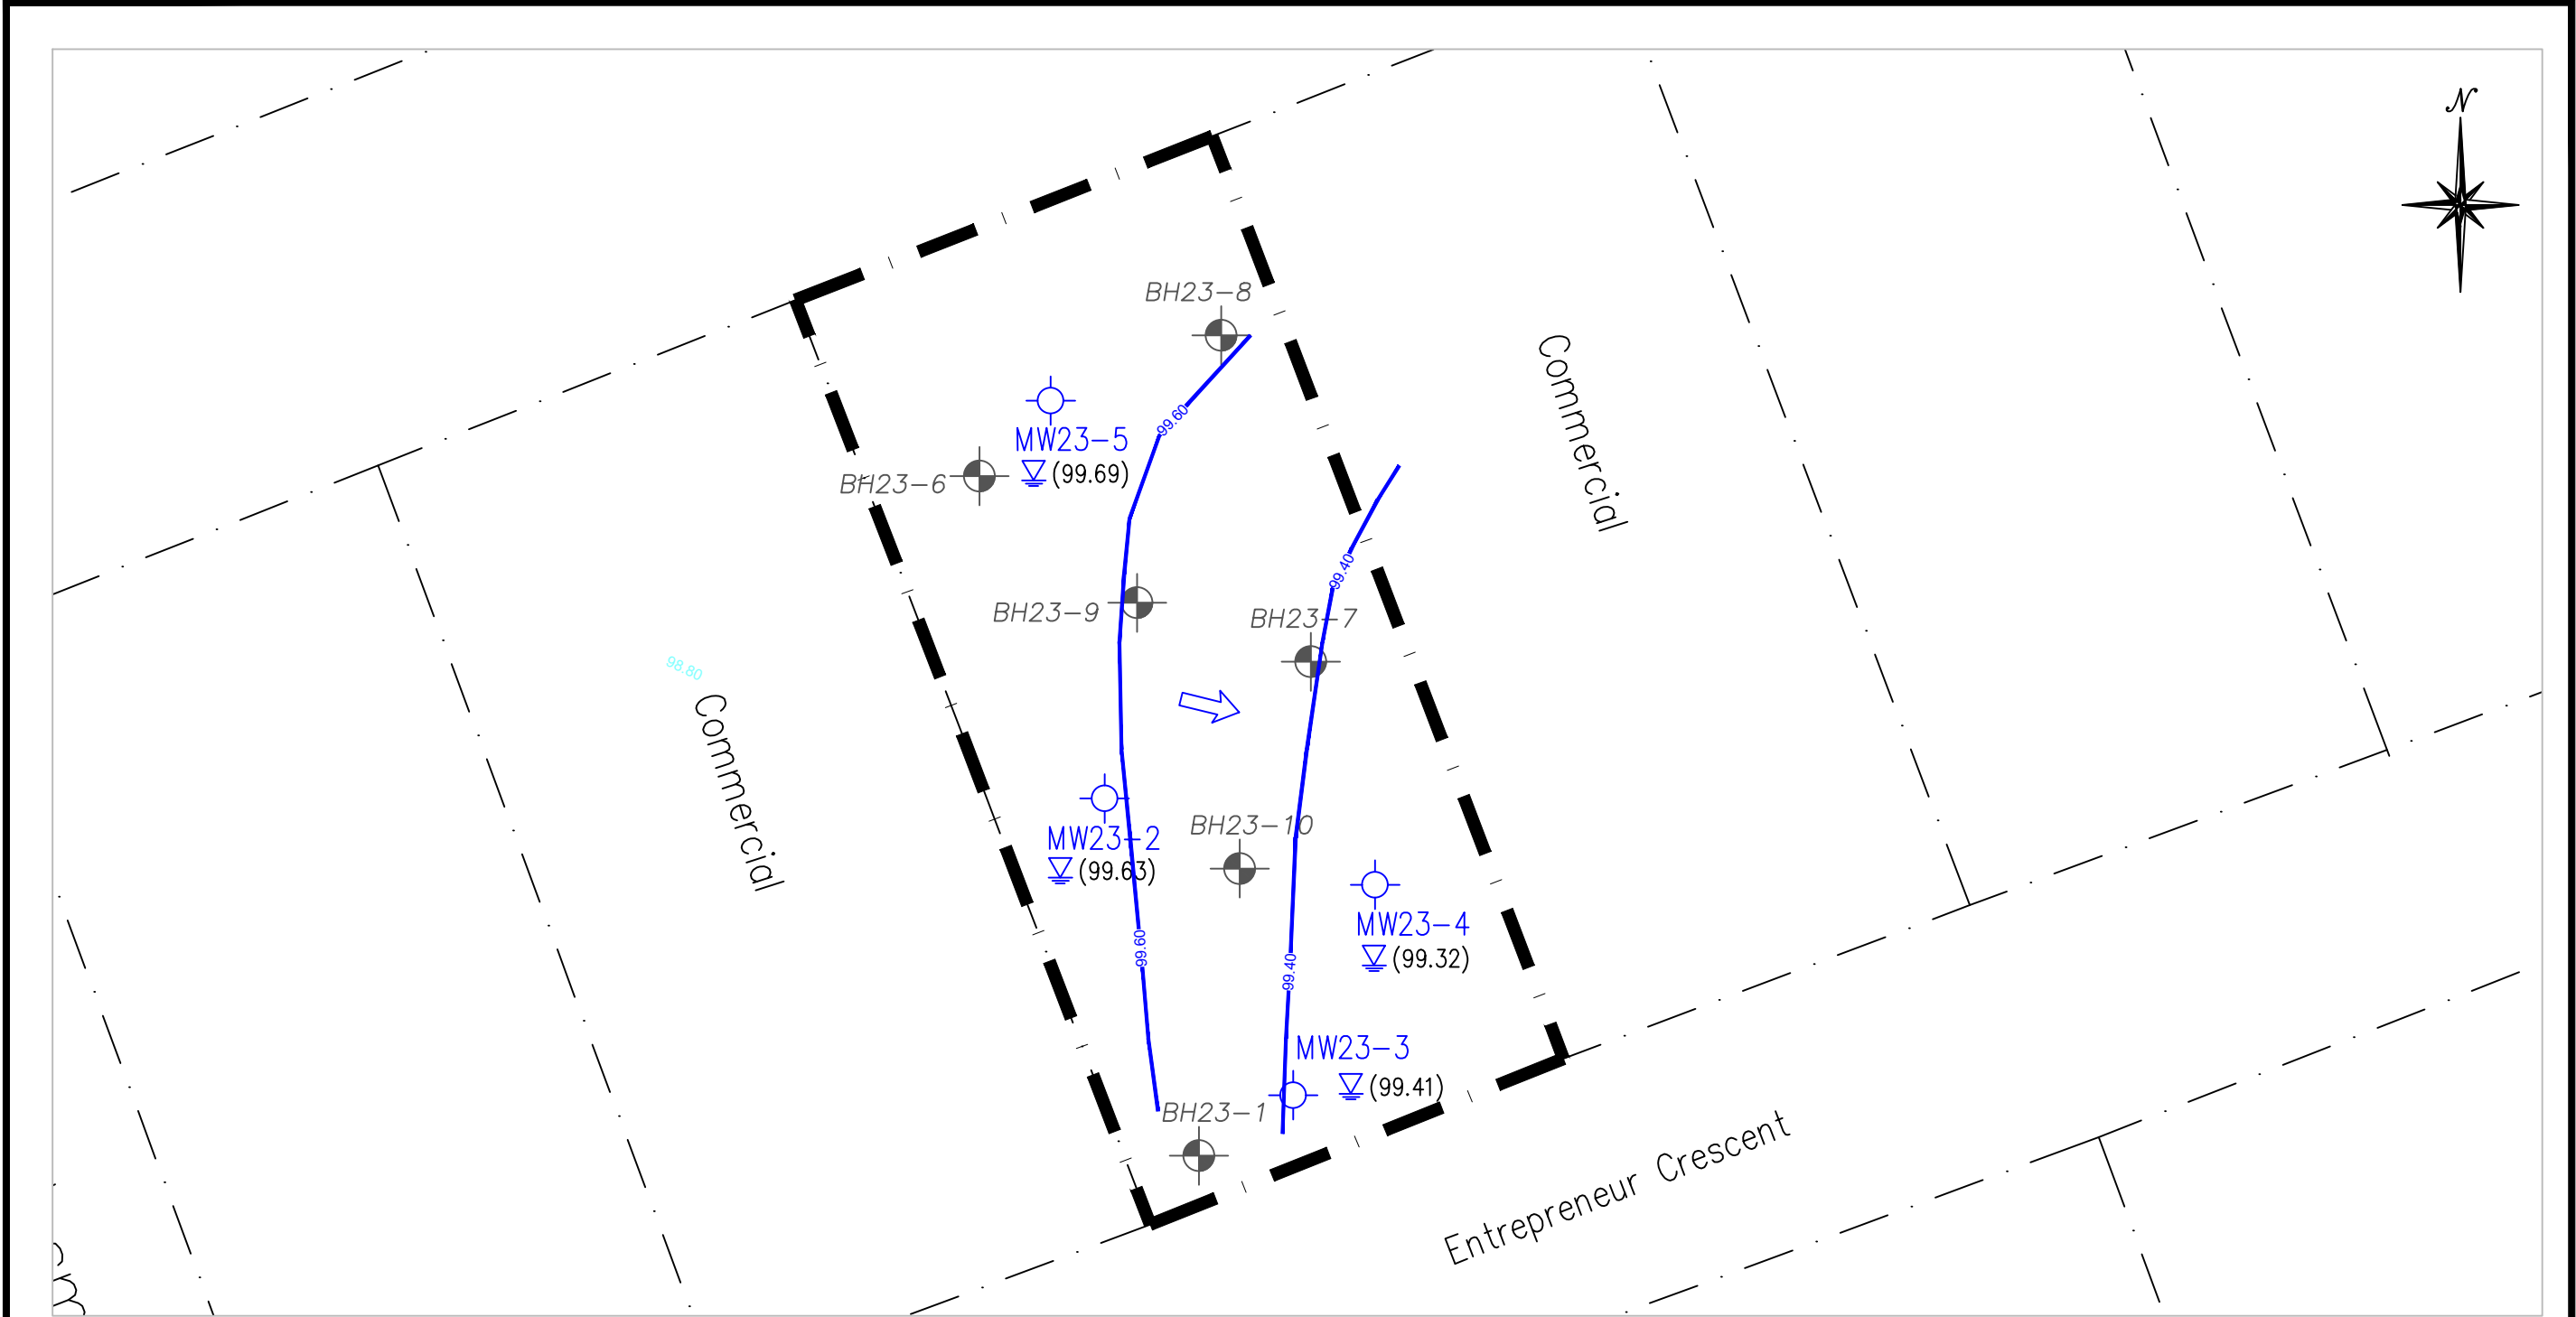 N
BH23-8
Commercial
99.60
MW23-5
(99.69)
BH23-6
99.40
BH23-9
BH23-7
98.80
Commercial
MW23-2
(99.63)
BH23-10
MW23-4
(99.32)
99.60
99.40
MW23-3
(99.41)
BH23-1
Entrepreneur Crescent